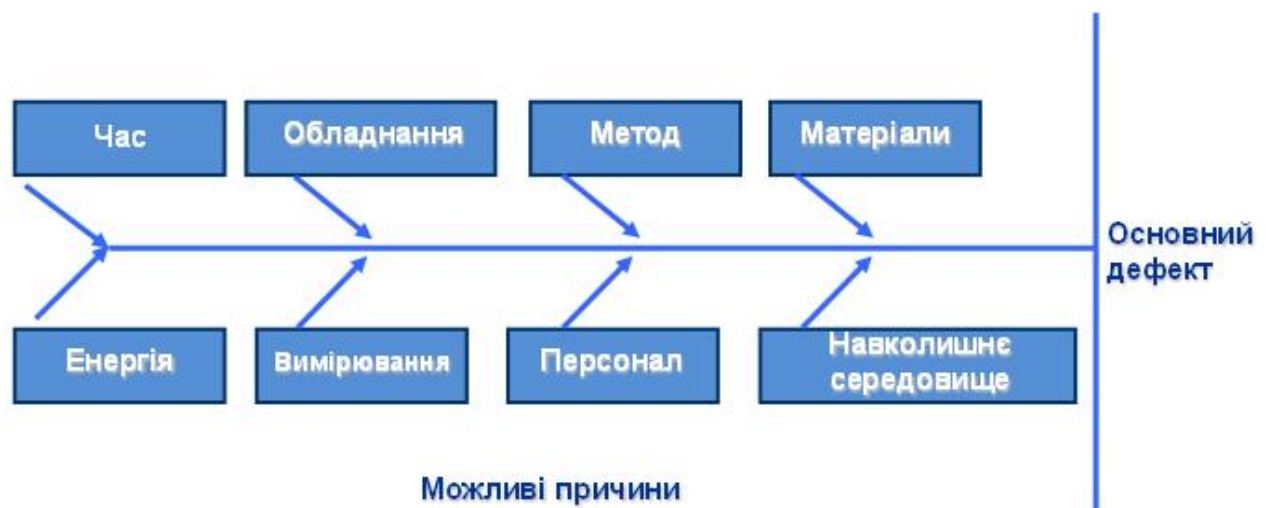 Час
Обладнання
Метод
Матеріали
Основний
дефект
Енергія
Вимірювання
Персонал
Навколишнє
середовище
Можливі причини